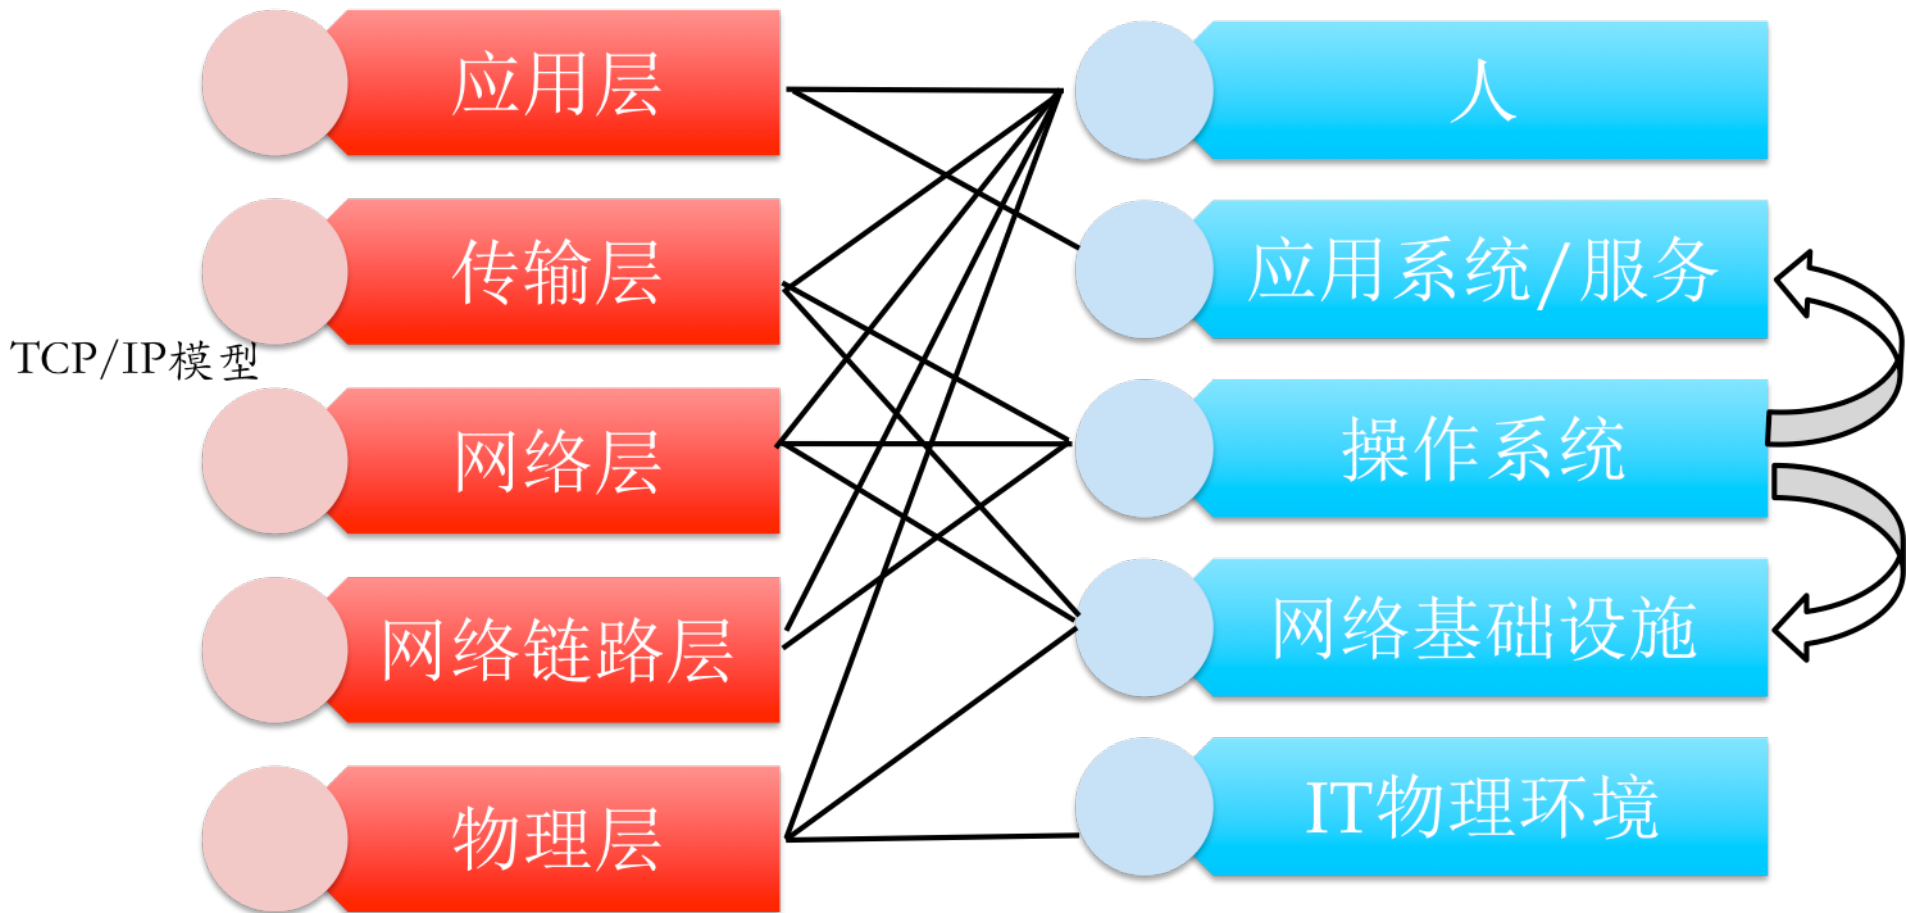 应用层
传输层
TCP/IP模型
网络层
网络链路层
物理层
人
应用系统/服务
操作系统
网络基础设施
IT物理环境